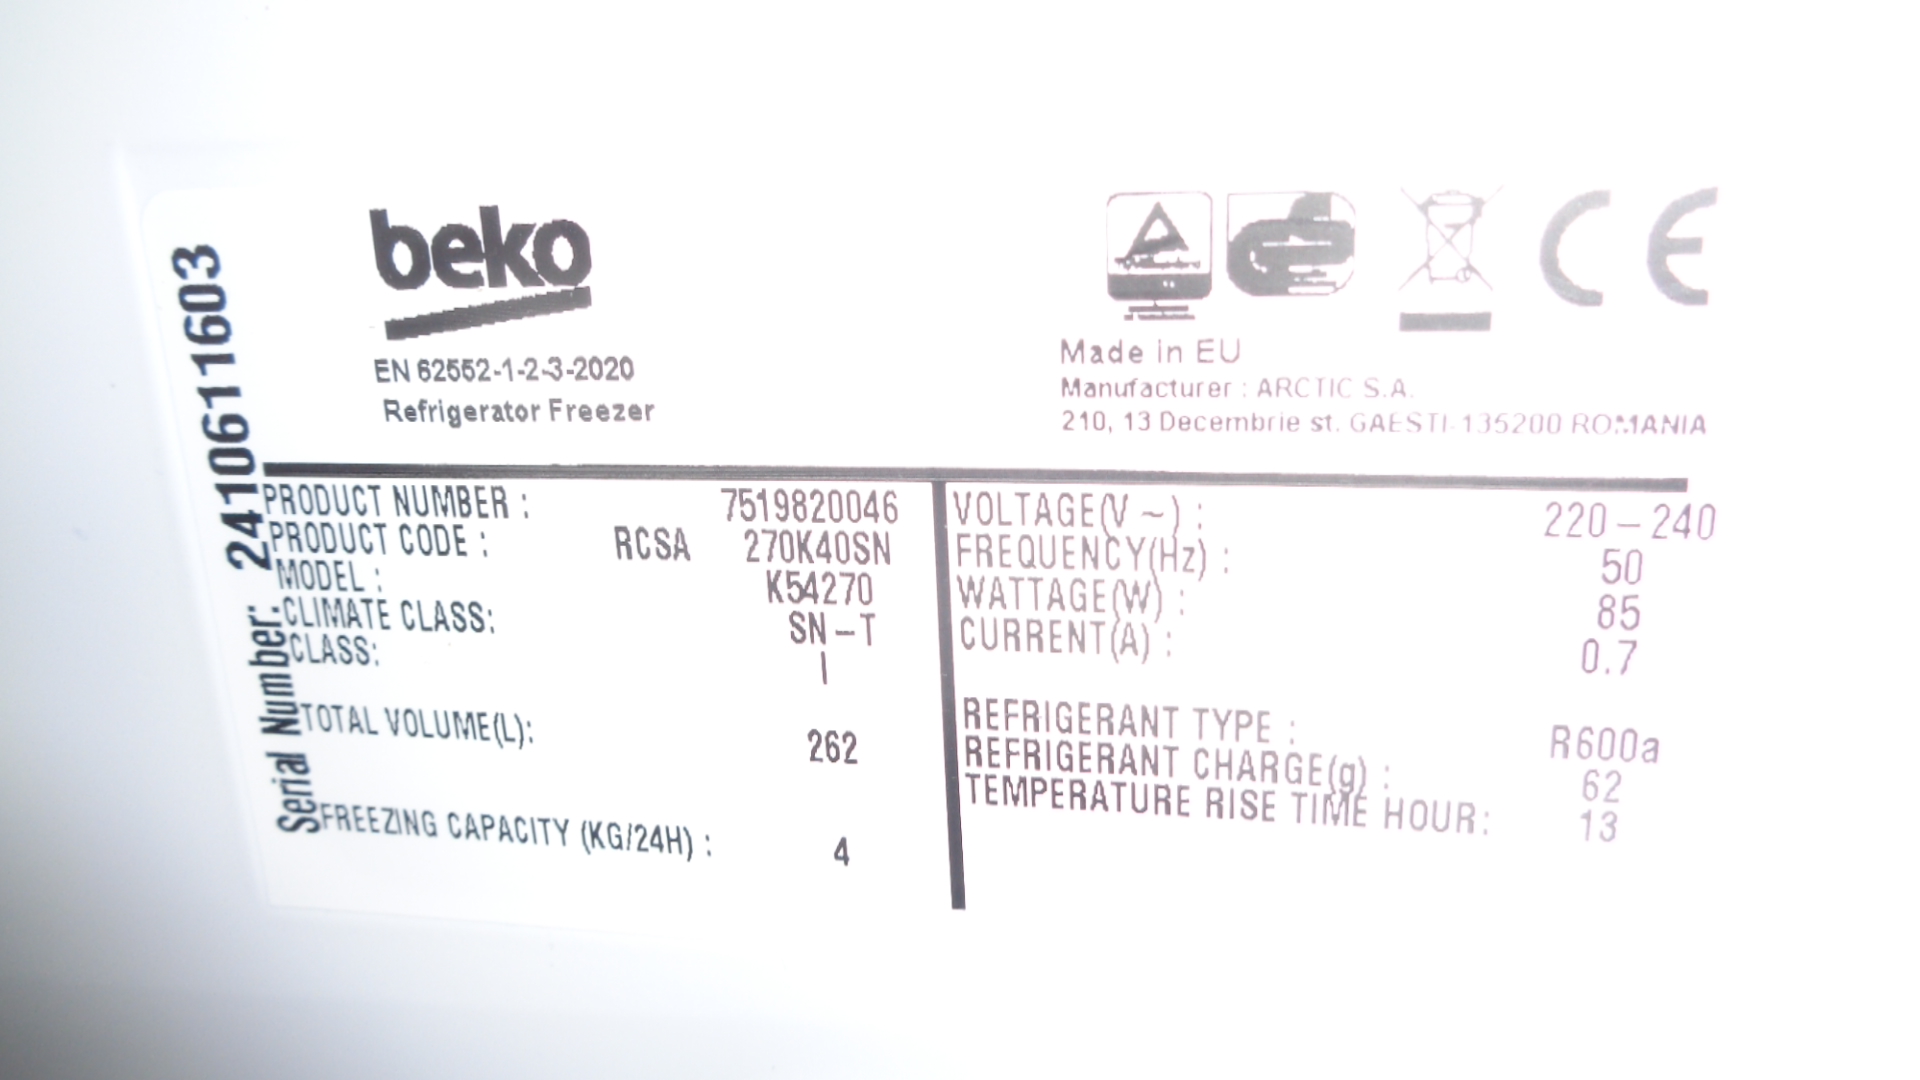 beko
EN 62552-1-2-3-2020
Refrigerator Freezer
CE
Made in EU
Manufacturer : ARCTIC S.A.
210, 13 Decembrie st. GAESTI-135200 ROMANIA
Serial Number: 2410611603
PRODUCT NUMBER : 7519820046
PRODUCT CODE : RCSA 270K40SN
MODEL : K54270
CLIMATE CLASS: SN-T
CLASS: I
TOTAL VOLUME(L): 262
FREEZING CAPACITY (KG/24H) : 4
VOLTAGE(V ~) : 220-240
FREQUENCY(Hz) : 50
WATTAGE(W) : 85
CURRENT(A) : 0.7
REFRIGERANT TYPE : R600a
REFRIGERANT CHARGE(g) : 62
TEMPERATURE RISE TIME HOUR: 13